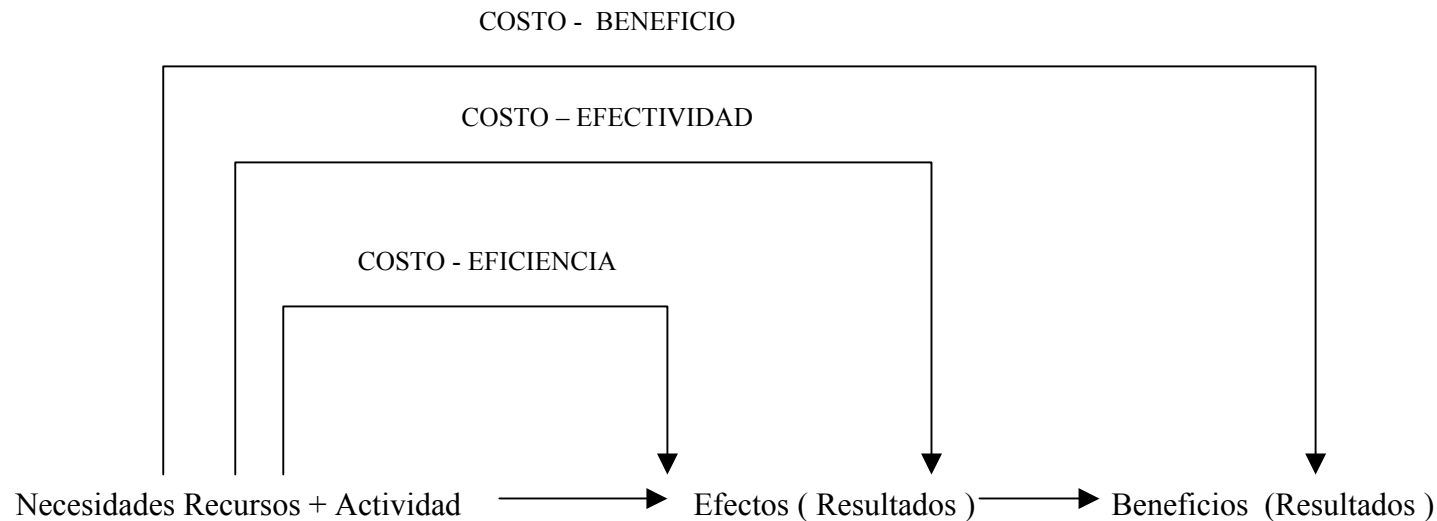 COSTO - BENEFICIO
COSTO – EFECTIVIDAD
COSTO - EFICIENCIA
Necesidades Recursos + Actividad Efectos ( Resultados ) Beneficios (Resultados )